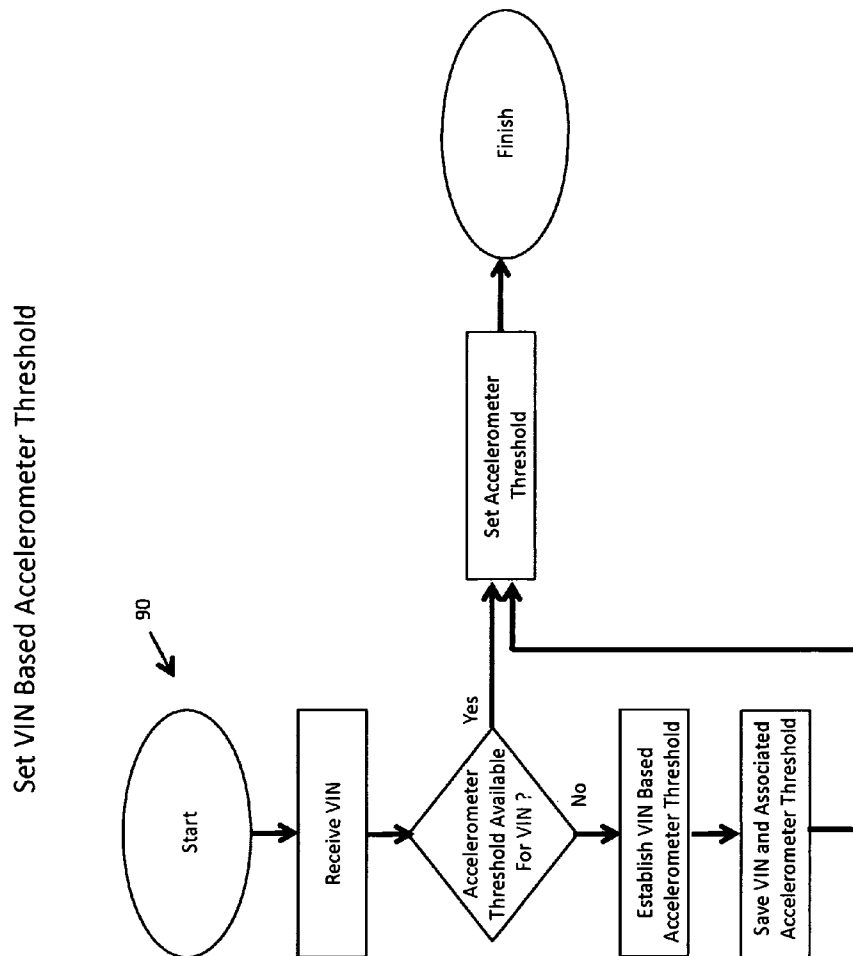 Set VIN Based Accelerometer Threshold
90
Start
Receive VIN
Accelerometer
Threshold Available
For VIN ?
Yes
No
Establish VIN Based
Accelerometer Threshold
Save VIN and Associated
Accelerometer Threshold
Set Accelerometer
Threshold
Finish